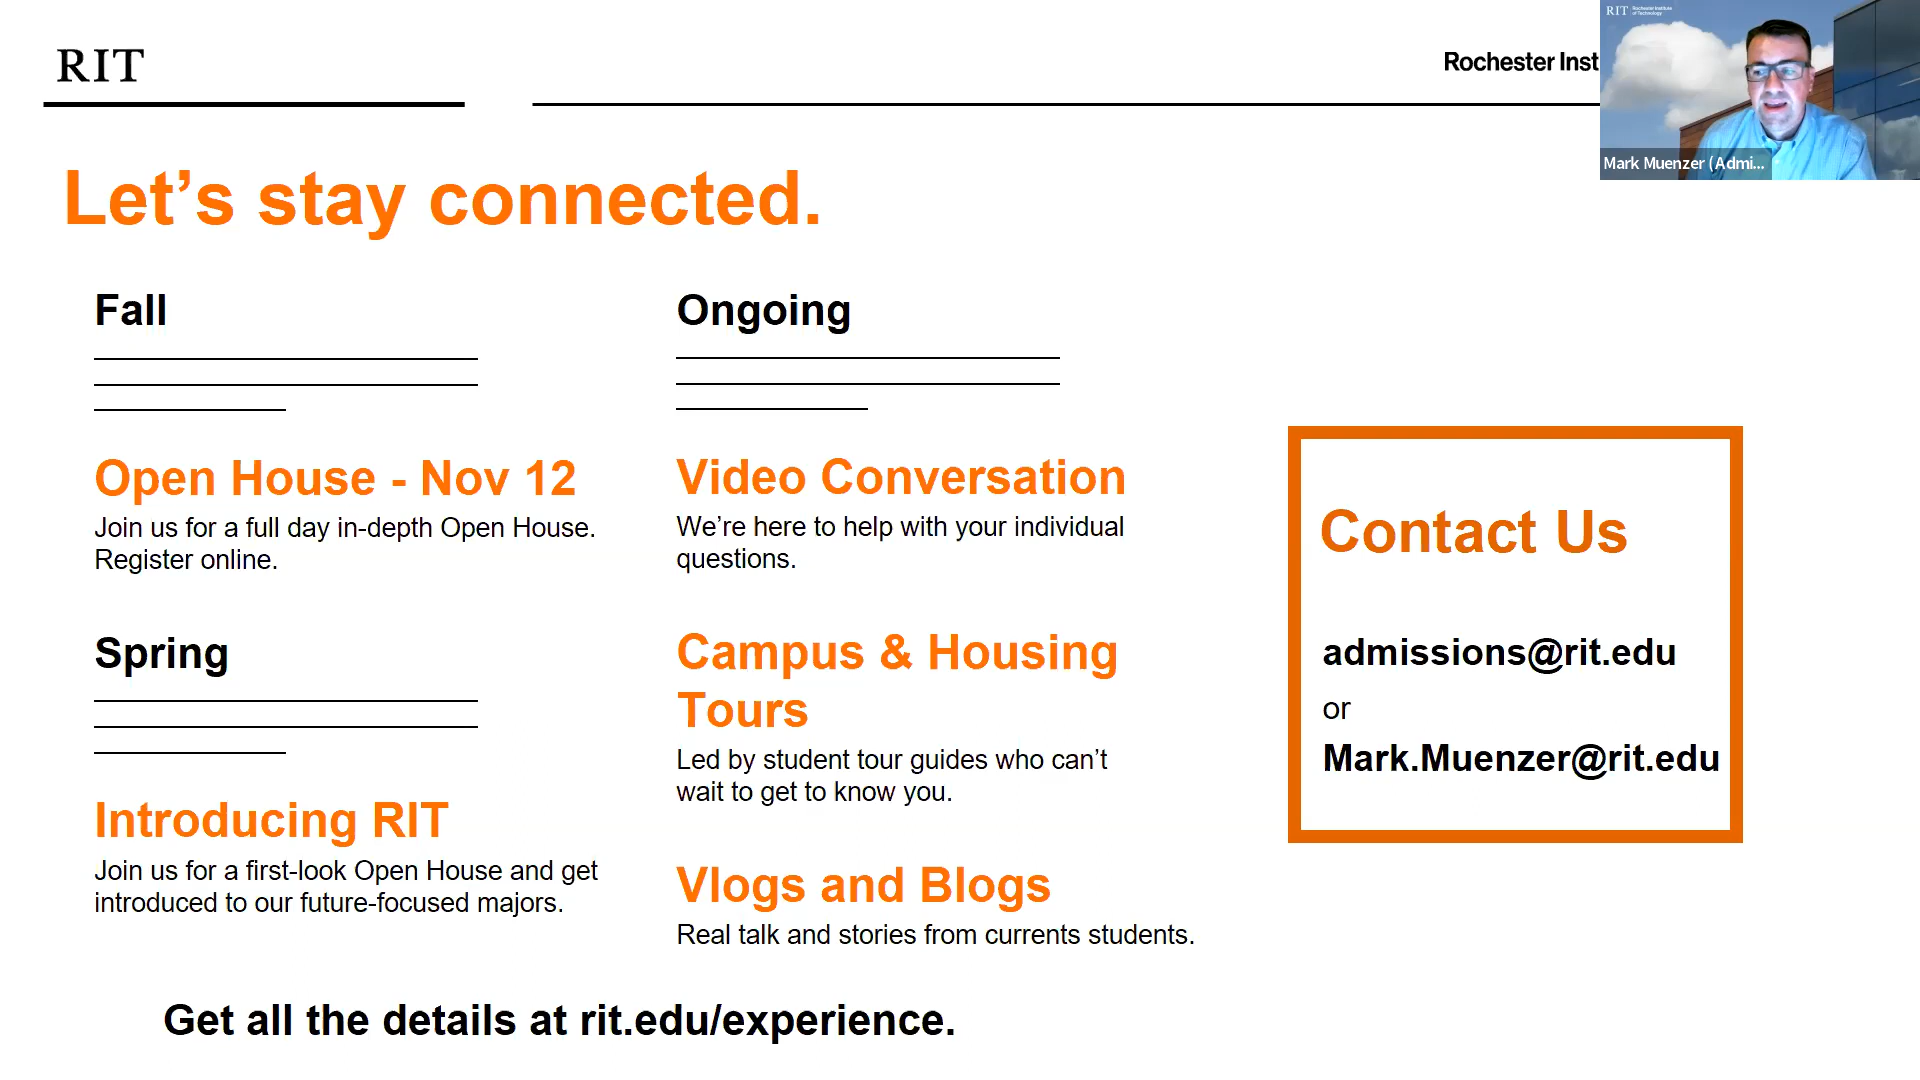 RIT
Rochester Inst
RIT Rochester Institute
of Technology
Mark Muenzer (Admi...
Let’s stay connected.
Fall
Open House - Nov 12
Join us for a full day in-depth Open House.
Register online.
Spring
Introducing RIT
Join us for a first-look Open House and get
introduced to our future-focused majors.
Ongoing
Video Conversation
We’re here to help with your individual
questions.
Campus & Housing
Tours
Led by student tour guides who can’t
wait to get to know you.
Vlogs and Blogs
Real talk and stories from currents students.
Contact Us
admissions@rit.edu
or
Mark.Muenzer@rit.edu
Get all the details at rit.edu/experience.